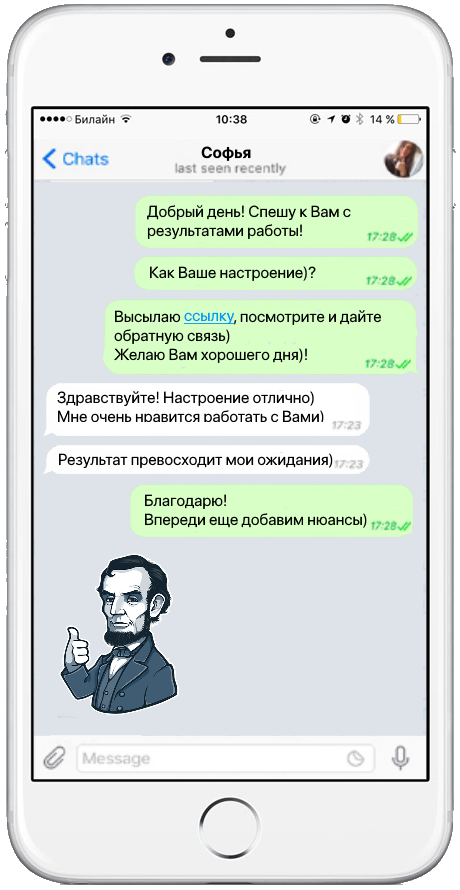 Билайн 10:38 14 %
Chats Софья
last seen recently
Добрый день! Спешу к Вам с
результатами работы!
17:28
Как Ваше настроение)?
17:28
Высылаю ссылку, посмотрите и дайте
обратную связь)
Желаю Вам хорошего дня)!
17:28
Здравствуйте! Настроение отлично)
Мне очень нравится работать с Вами)
17:23
Результат превосходит мои ожидания) 17:23
Благодарю!
Впереди еще добавим нюансы) 17:28
Message